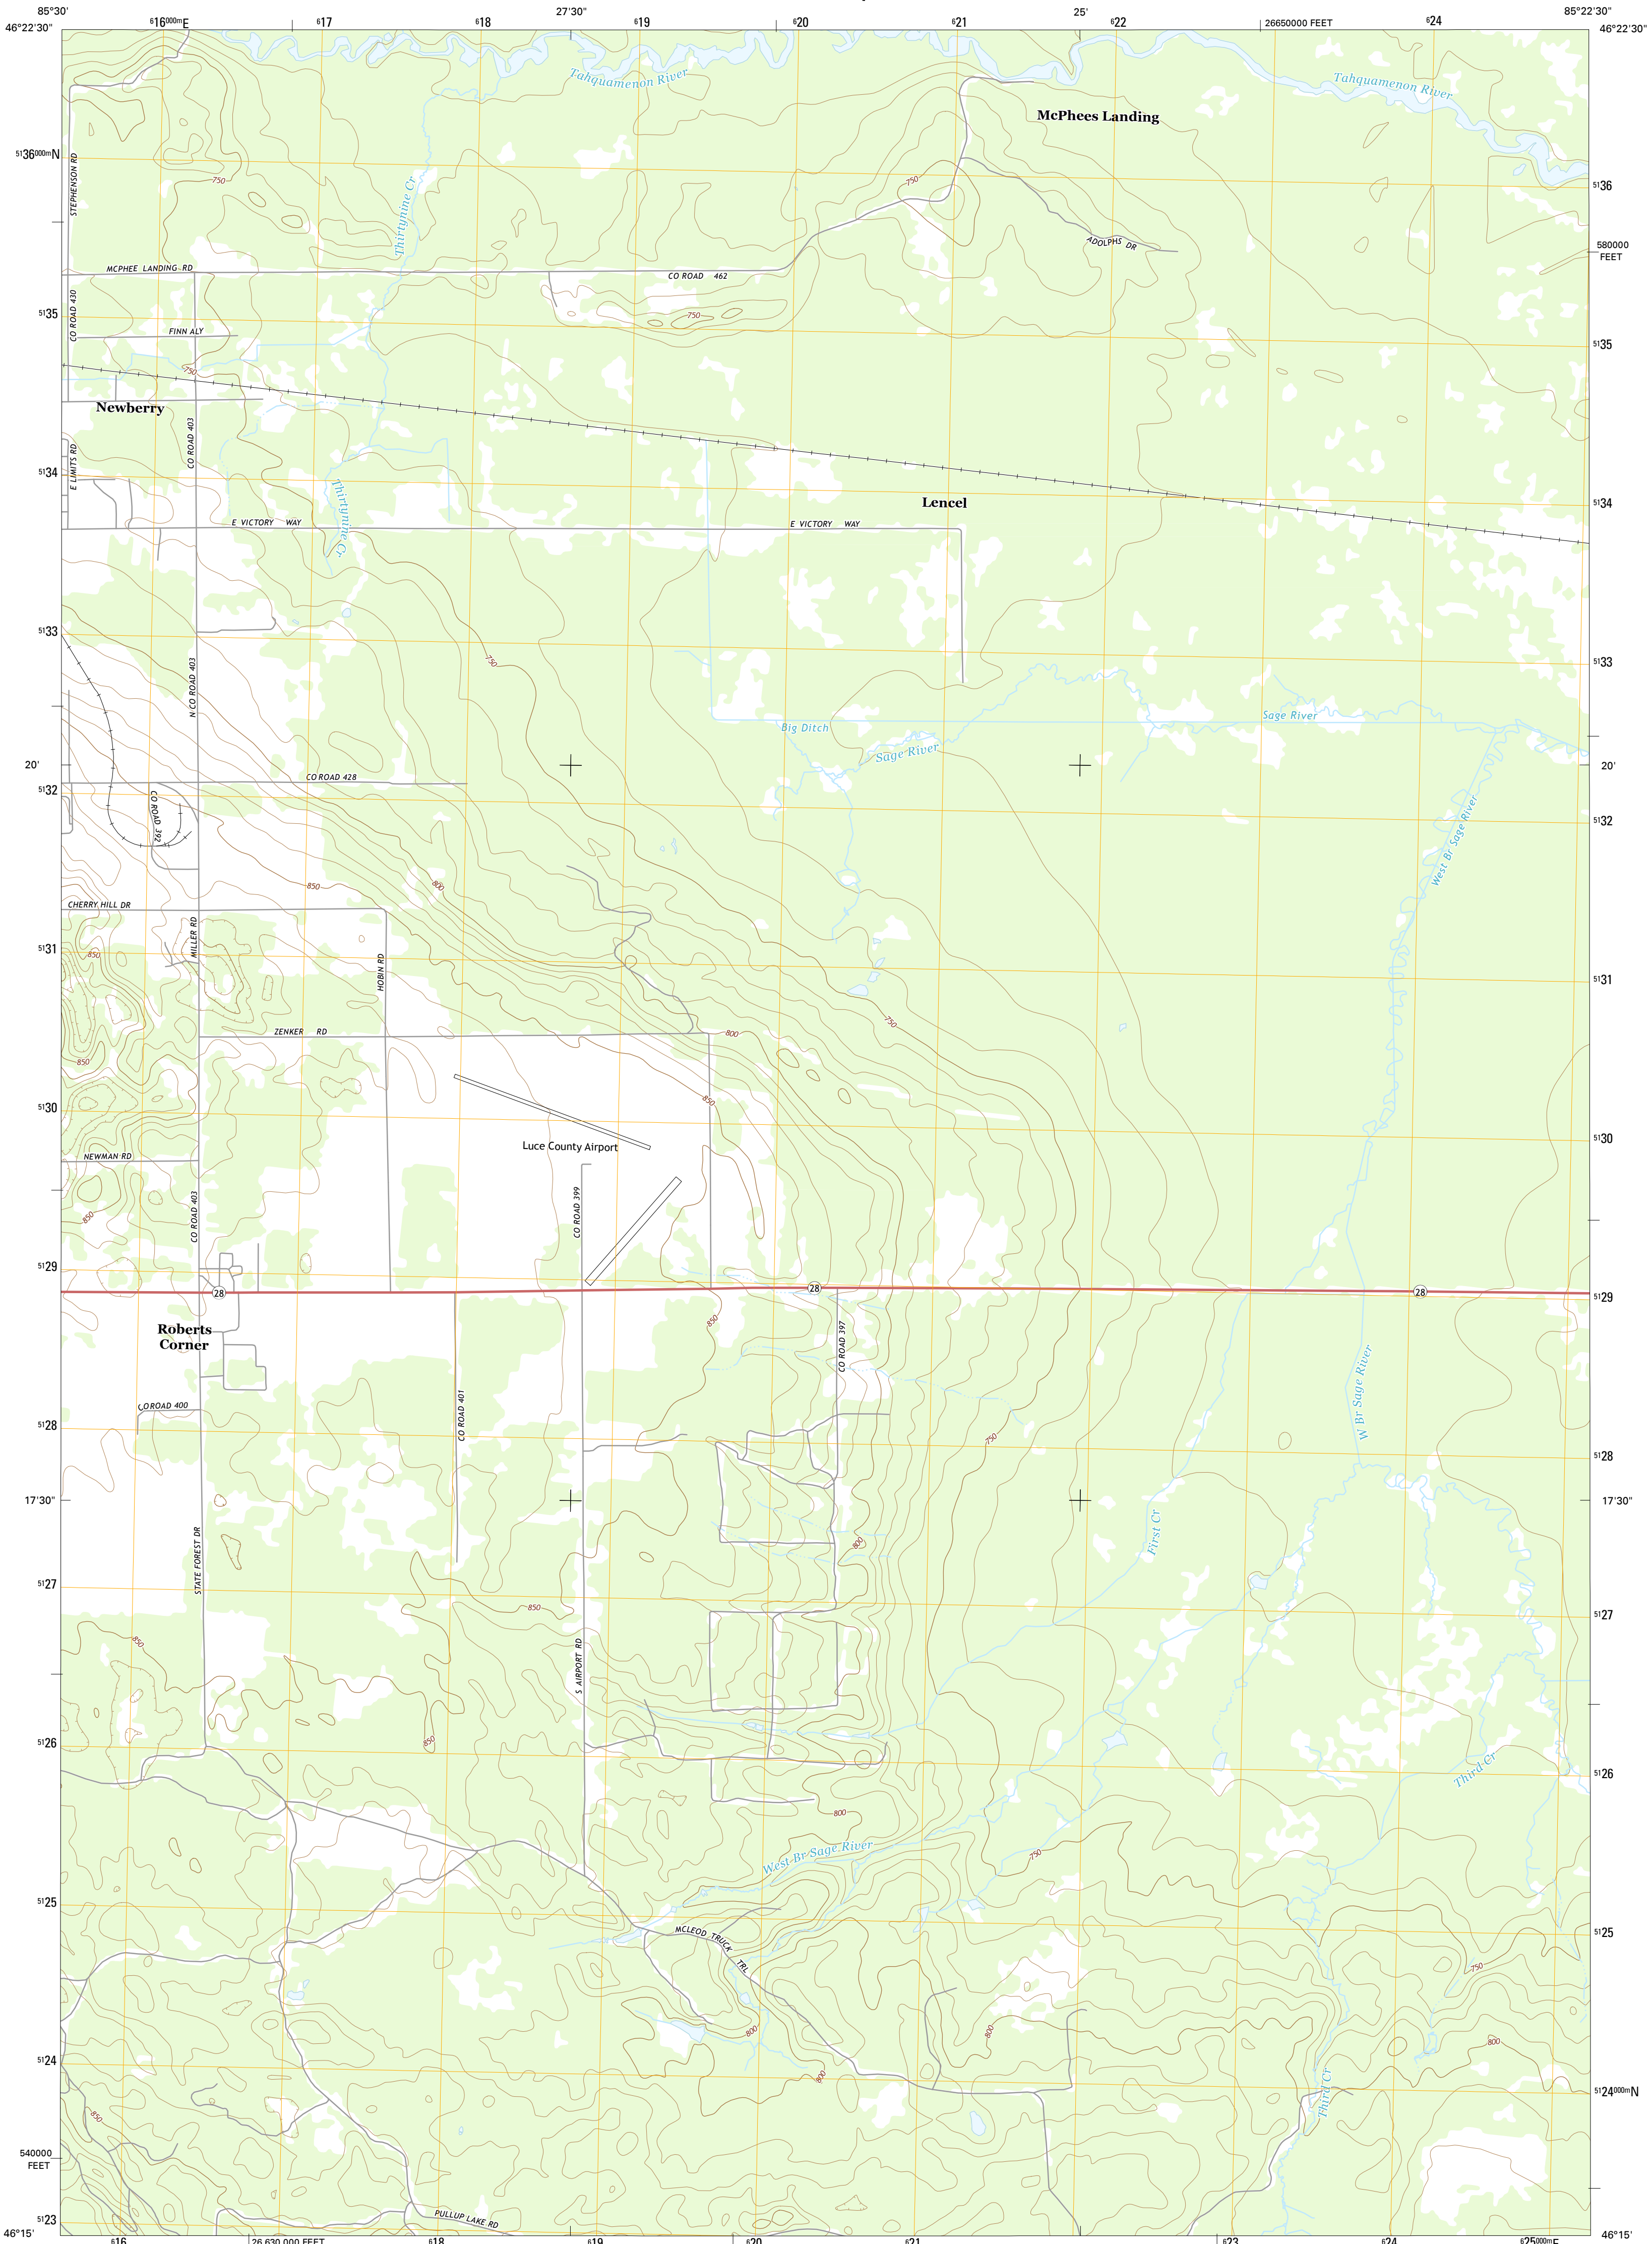 85°30'
616000mE
617
618
27'30"
619
620
621
25'
622
26650000 FEET
624
85°22'30"
46°22'30"
46°22'30"
Tahquamenon River
Tahquamenon River
McPhees Landing
5136000mN
5136
STEPHENSON RD
750
Thirtynine Cr
750
ADOLPHS DR
580000
FEET
MCPHEE LANDING RD
CO ROAD 462
CO ROAD 430
5135
750
FINN ALY
5135
750
Newberry
CO ROAD 403
E LIMITS RD
5134
Thirtynine Cr
Lencel
5134
E VICTORY WAY
E VICTORY WAY
5133
750
5133
N CO ROAD 403
Big Ditch
Sage River
Sage River
20'
20'
CO ROAD 428
5132
CO ROAD 392
5132
West Br Sage River
850
800
CHERRY HILL DR
MILLER RD
5131
850
HOBIN RD
5131
750
ZENKER RD
800
850
5130
850
5130
Luce County Airport
NEWMAN RD
CO ROAD 403
CO ROAD 399
850
5129
28
28
28
5129
Roberts
Corner
850
CO ROAD 397
W Br Sage River
CO ROAD 400
CO ROAD 401
5128
750
5128
17'30"
17'30"
STATE FOREST DR
First Cr
800
5127
850
5127
850
S AIRPORT RD
5126
850
Third Cr
5126
800
West Br Sage River
750
5125
MCLEOD TRUCK TRL
5125
750
800
800
800
5124
800
Third Cr
5124000mN
850
540000
FEET
PULLUP LAKE RD
5123
46°15'
46°15'
616
26 630 000 FEET
618
619
620
621
623
624
625000mE